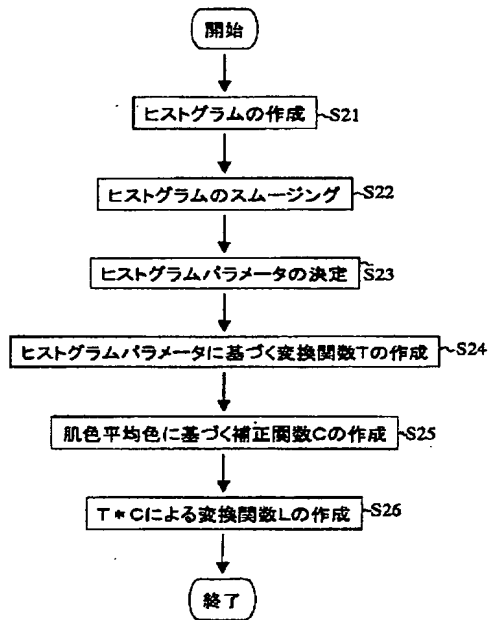 開始
ヒストグラムの作成 S21
ヒストグラムのスムージング S22
ヒストグラムパラメータの決定 S23
ヒストグラムパラメータに基づく変換関数Tの作成 S24
肌色平均色に基づく補正関数Cの作成 S25
T*Cによる変換関数Lの作成 S26
終了